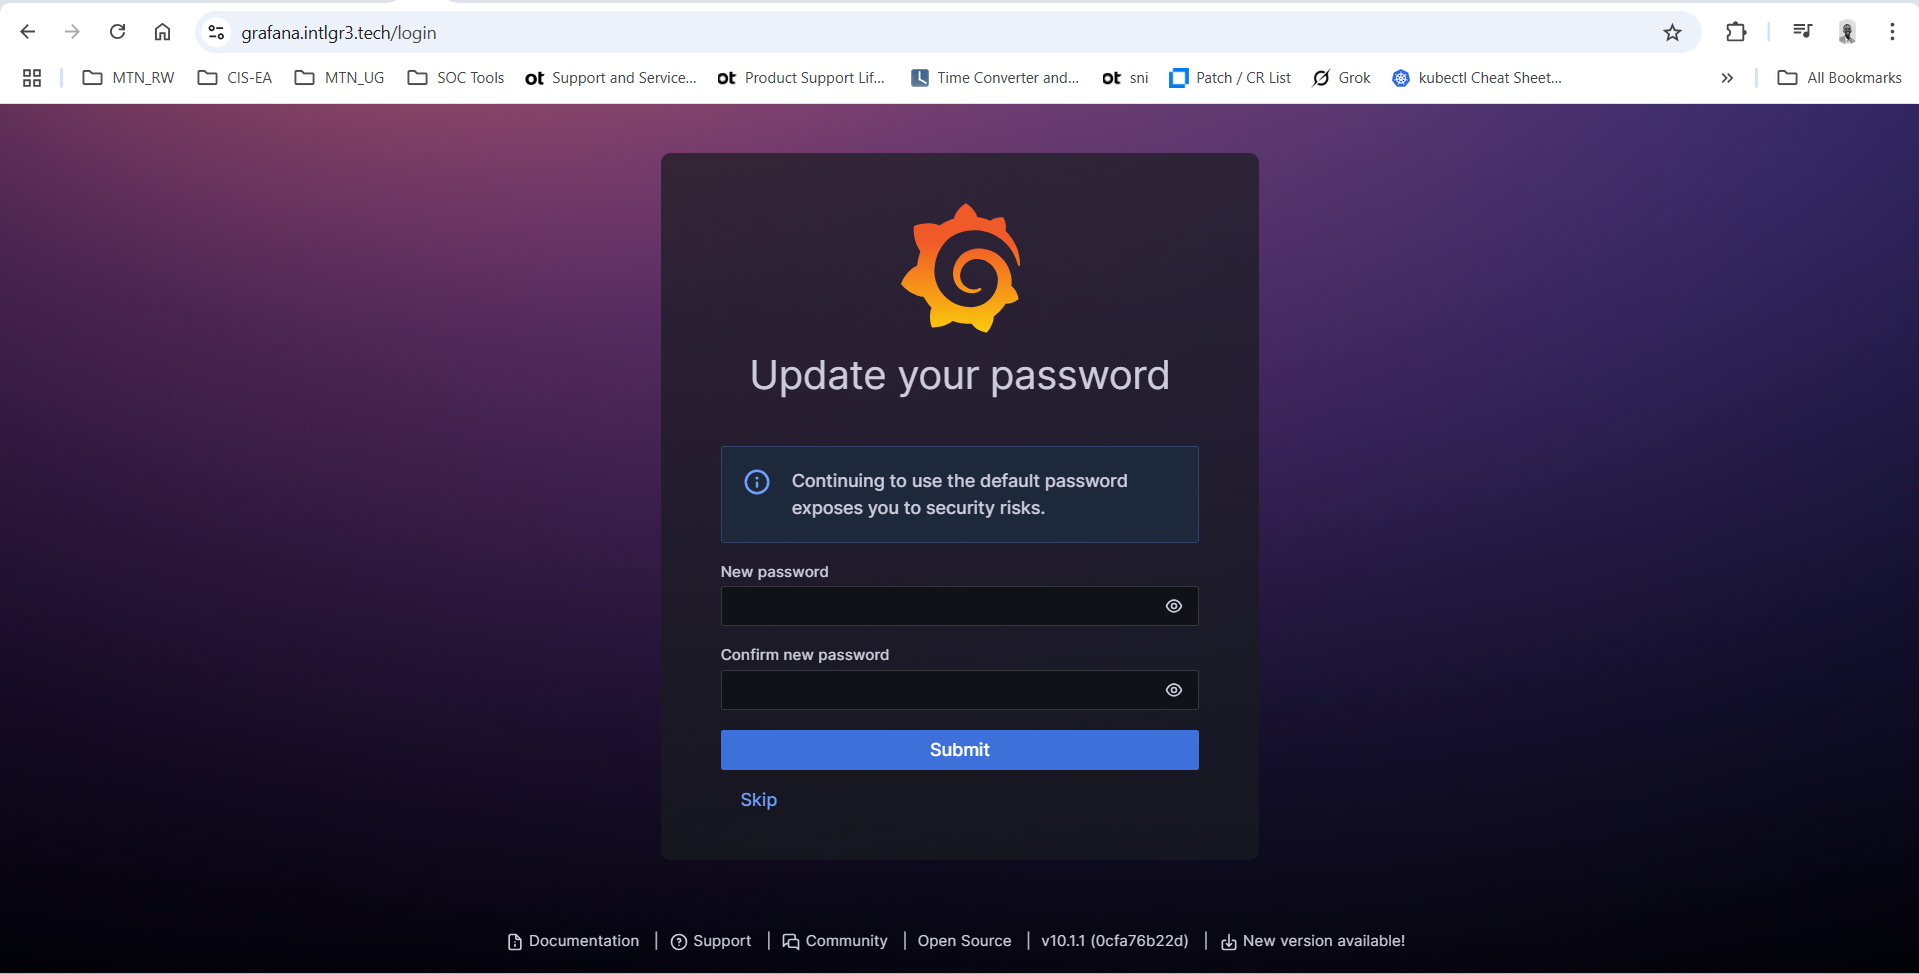 grafana.intlgr3.tech/login
MTN_RW CIS-EA MTN_UG SOC Tools ot Support and Service... ot Product Support Lif... Time Converter and... ot sni Patch / CR List Grok kubectl Cheat Sheet... » All Bookmarks
Update your password
Continuing to use the default password
exposes you to security risks.
New password
Confirm new password
Submit
Skip
Documentation | Support | Community | Open Source | v10.1.1 (0cfa76b22d) | New version available!